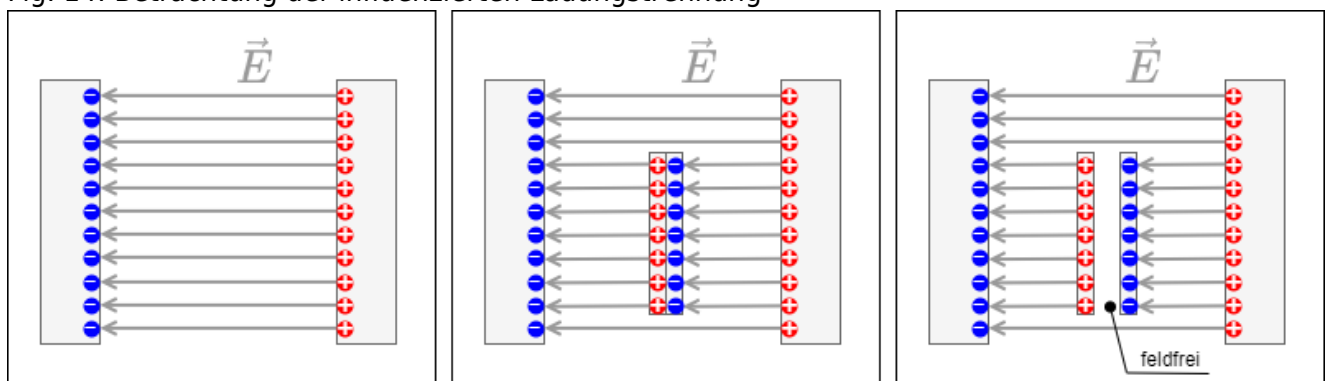 Fig. 14: Betrachtung der influenzierten Ladungstrennung
E⃗
E⃗
E⃗
feldfrei